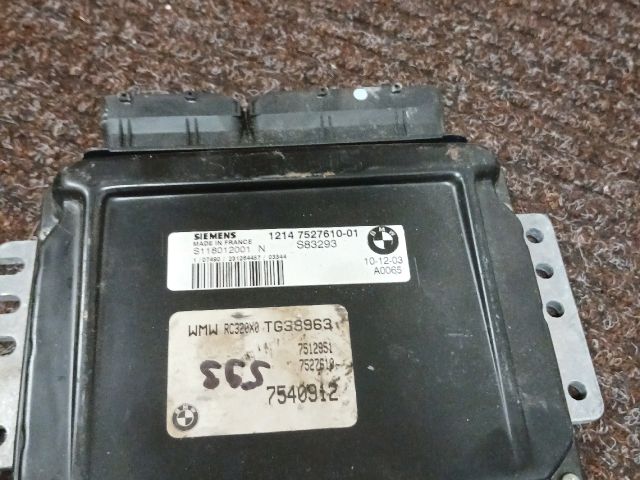 SIEMENS
MADE IN FRANCE
1214 7527610-01
S118012001 N S83293
BMW
10-12-03
A0065
WMW RC320X0 TG38963
7512951
7527610
7540912